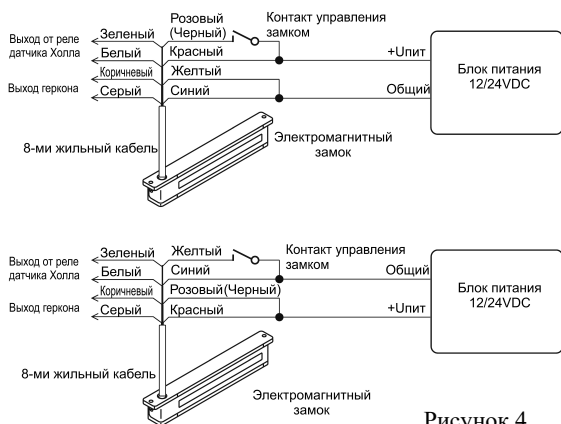 Зеленый
Розовый
(Черный)
Контакт управления
замком
Выход от реле
датчика Холла
Белый
Красный
+Uпит
Коричневый
Желтый
Блок питания
12/24VDC
Выход геркона
Серый
Синий
Общий
8-ми жильный кабель
Электромагнитный
замок
Зеленый
Желтый
Контакт управления
замком
Выход от реле
датчика Холла
Белый
Синий
Общий
Коричневый
Розовый(Черный)
Блок питания
12/24VDC
Выход геркона
Серый
Красный
+Uпит
8-ми жильный кабель
Электромагнитный
замок
Рисунок 4